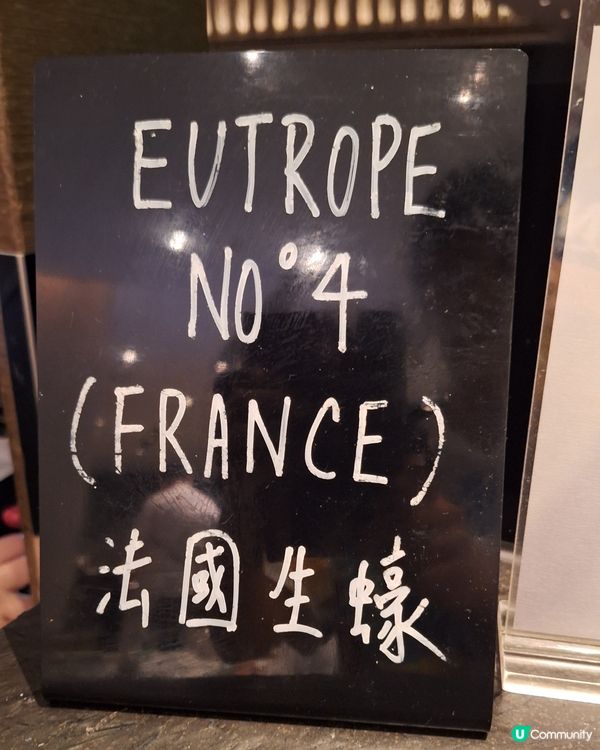 EUTROPE
NO°4
(FRANCE)
法國生蠔
U Community